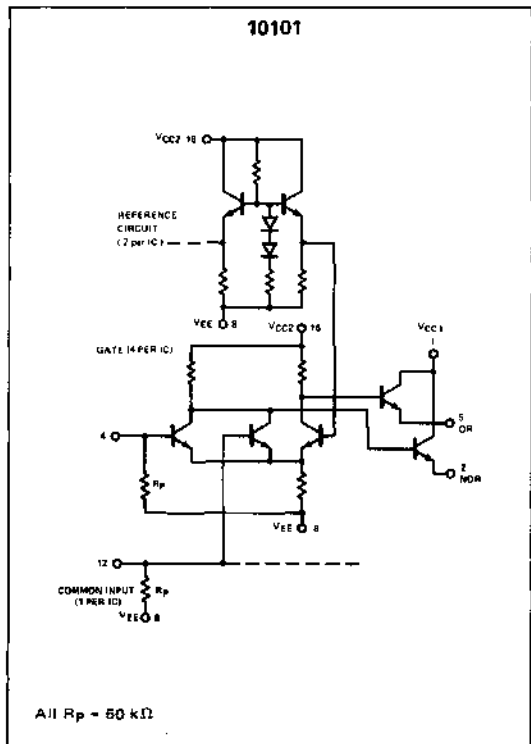 10101
VCC2 16
REFERENCE
CIRCUIT
(2 per IC)
VEE 8
VCC2 16
GATE (4 PER IC)
VCC1
1
4
5
OR
2
NOR
Rp
VEE 8
12
COMMON INPUT
(1 PER IC)
Rp
VEE 8
All Rp = 50 kΩ